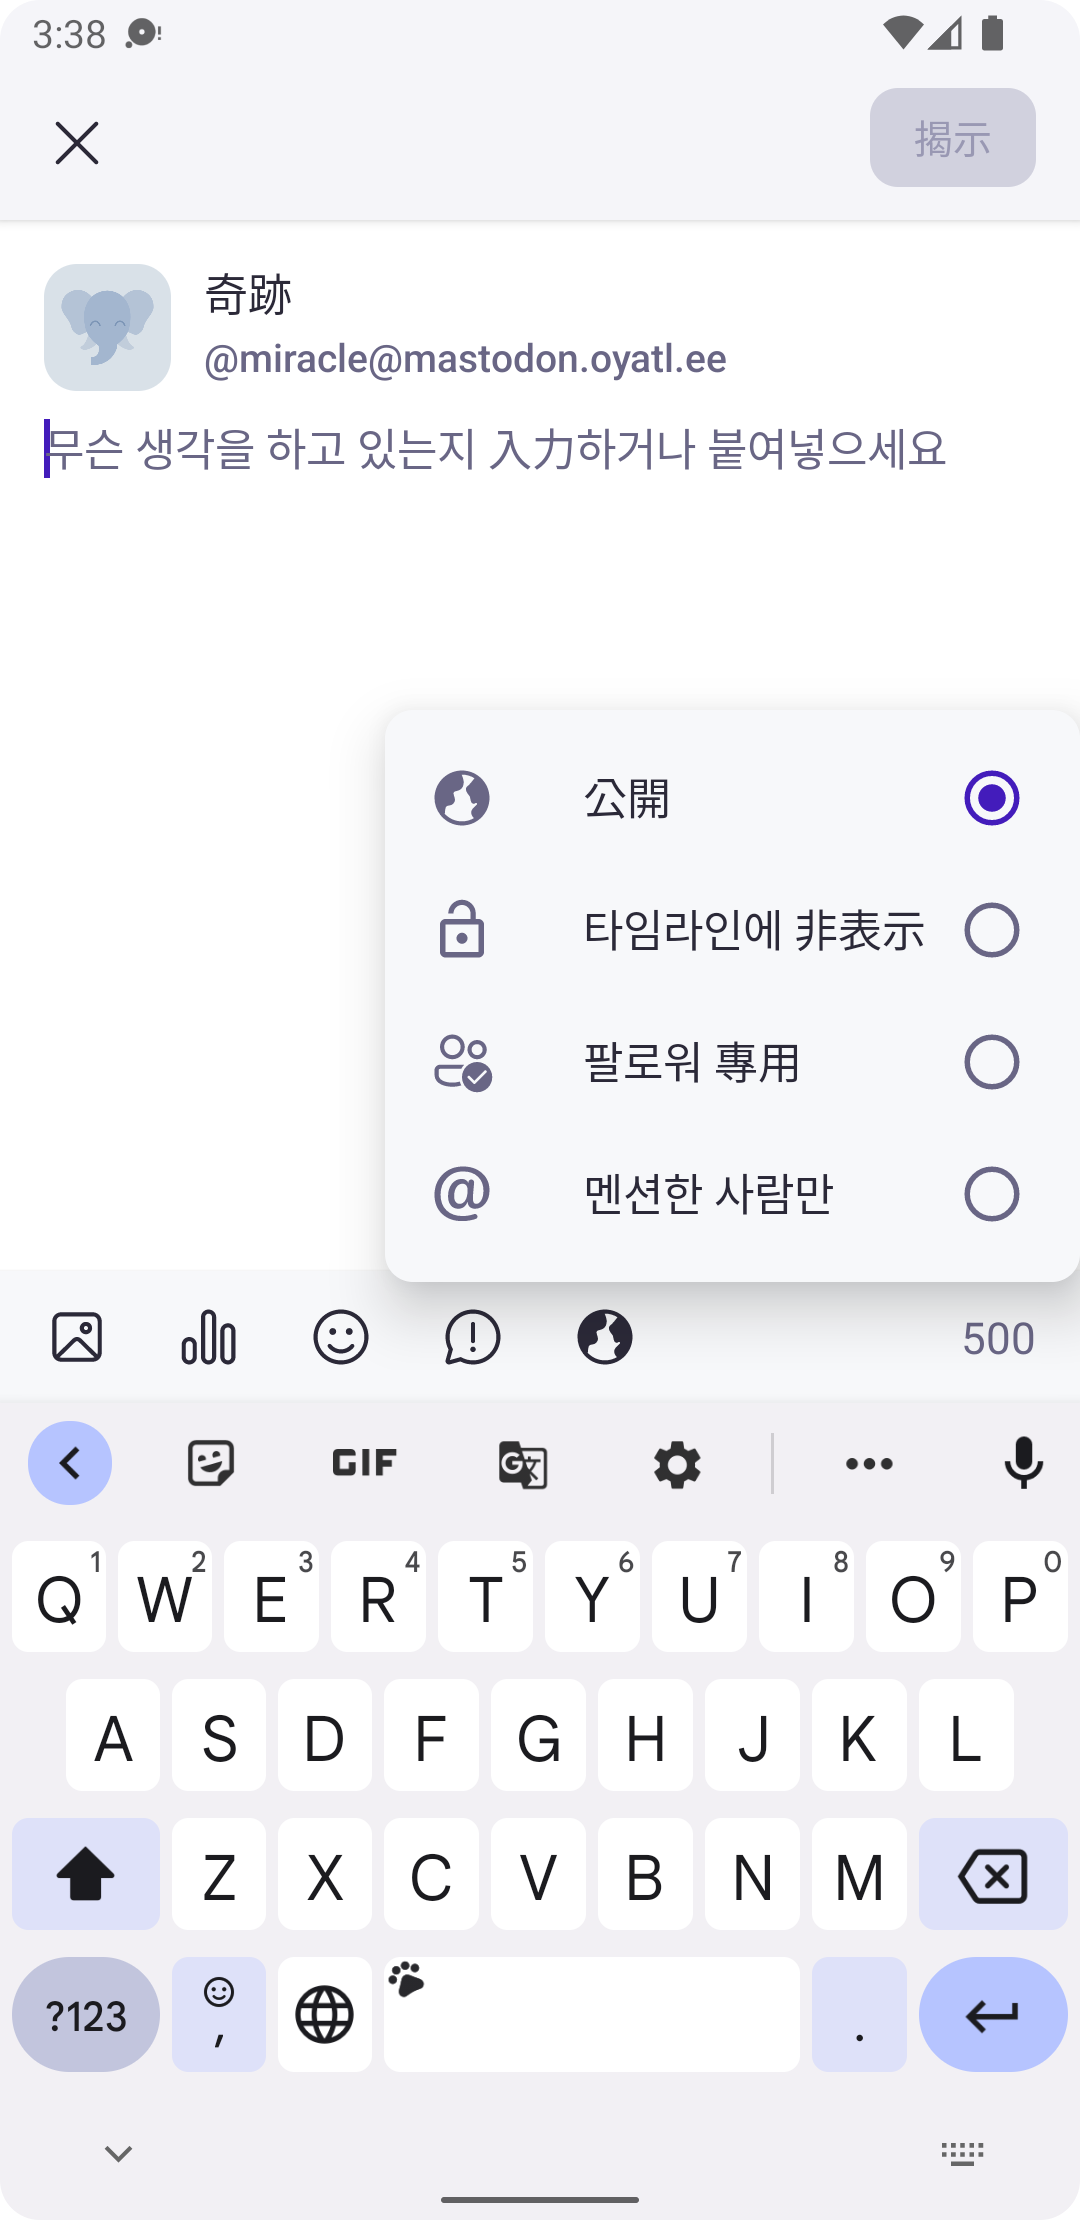 3:38
揭示
奇跡
@miracle@mastodon.oyatl.ee
무슨 생각을 하고 있는지 入力하거나 붙여넣으세요
公開
타임라인에 非表示
팔로워 專用
@ 멘션한 사람만
500
GIF
Q 1 W 2 E 3 R 4 T 5 Y 6 U 7 I 8 O 9 P 0
A S D F G H J K L
Z X C V B N M
?123 , .